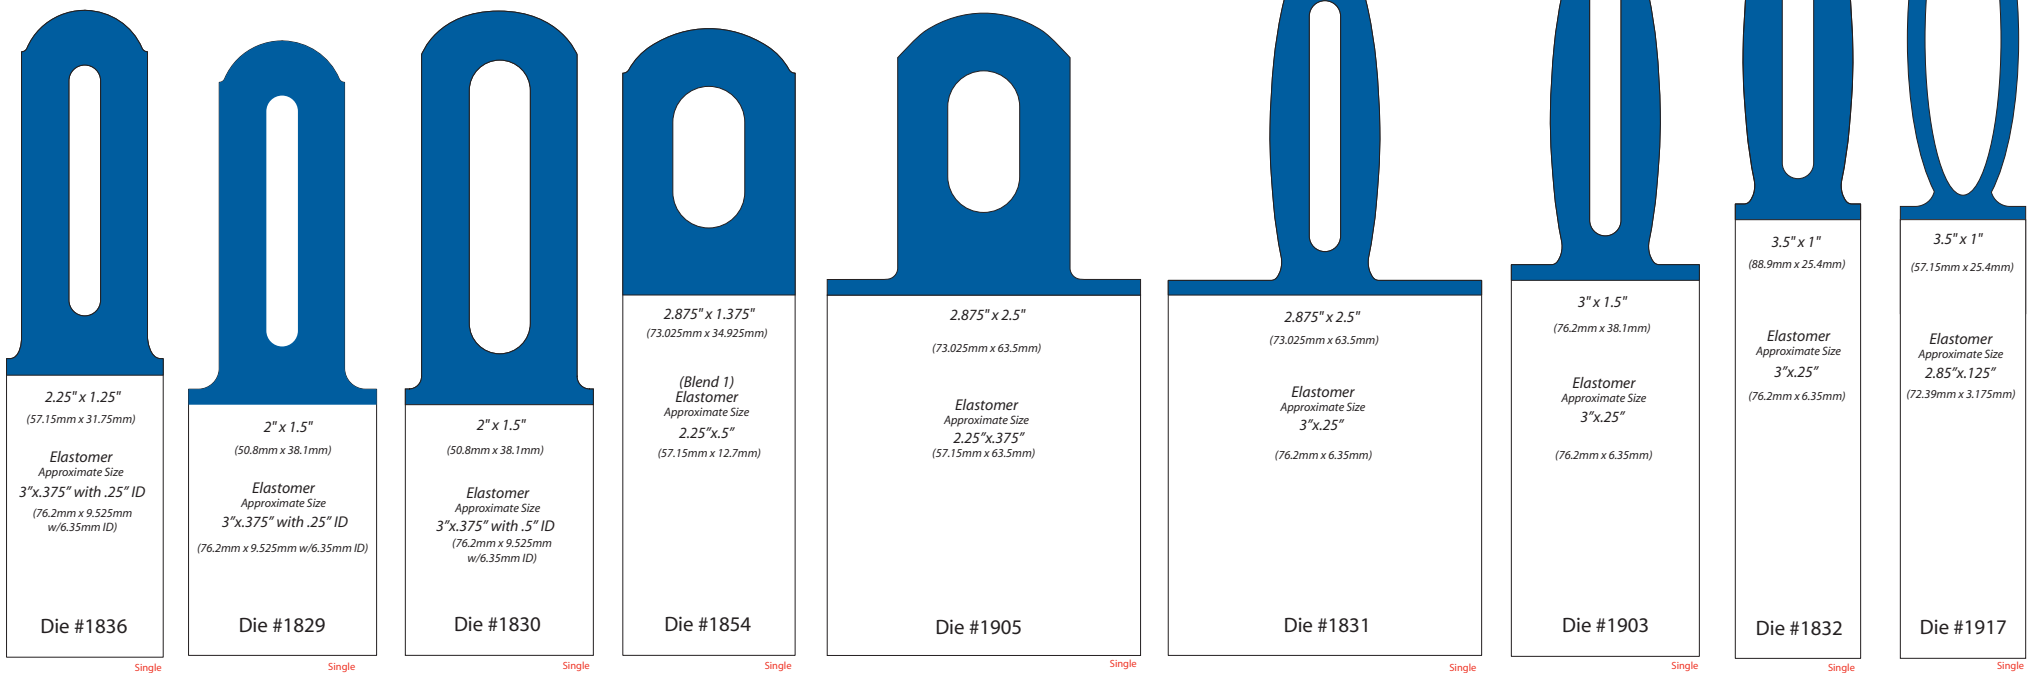 2.25" x 1.25"
(57.15mm x 31.75mm)
Elastomer
Approximate Size
3”x.375” with .25” ID
(76.2mm x 9.525mm
w/6.35mm ID)
Die #1836
Single
2" x 1.5"
(50.8mm x 38.1mm)
Elastomer
Approximate Size
3”x.375” with .25” ID
(76.2mm x 9.525mm w/6.35mm ID)
Die #1829
Single
2" x 1.5"
(50.8mm x 38.1mm)
Elastomer
Approximate Size
3”x.375” with .5” ID
(76.2mm x 9.525mm
w/6.35mm ID)
Die #1830
Single
2.875" x 1.375"
(73.025mm x 34.925mm)
(Blend 1)
Elastomer
Approximate Size
2.25”x.5”
(57.15mm x 12.7mm)
Die #1854
Single
2.875" x 2.5"
(73.025mm x 63.5mm)
Elastomer
Approximate Size
2.25”x.375”
(57.15mm x 63.5mm)
Die #1905
Single
2.875" x 2.5"
(73.025mm x 63.5mm)
Elastomer
Approximate Size
3”x.25”
(76.2mm x 6.35mm)
Die #1831
Single
3" x 1.5"
(76.2mm x 38.1mm)
Elastomer
Approximate Size
3”x.25”
(76.2mm x 6.35mm)
Die #1903
Single
3.5" x 1"
(88.9mm x 25.4mm)
Elastomer
Approximate Size
3”x.25”
(76.2mm x 6.35mm)
Die #1832
Single
3.5" x 1"
(57.15mm x 25.4mm)
Elastomer
Approximate Size
2.85”x.125”
(72.39mm x 3.175mm)
Die #1917
Single